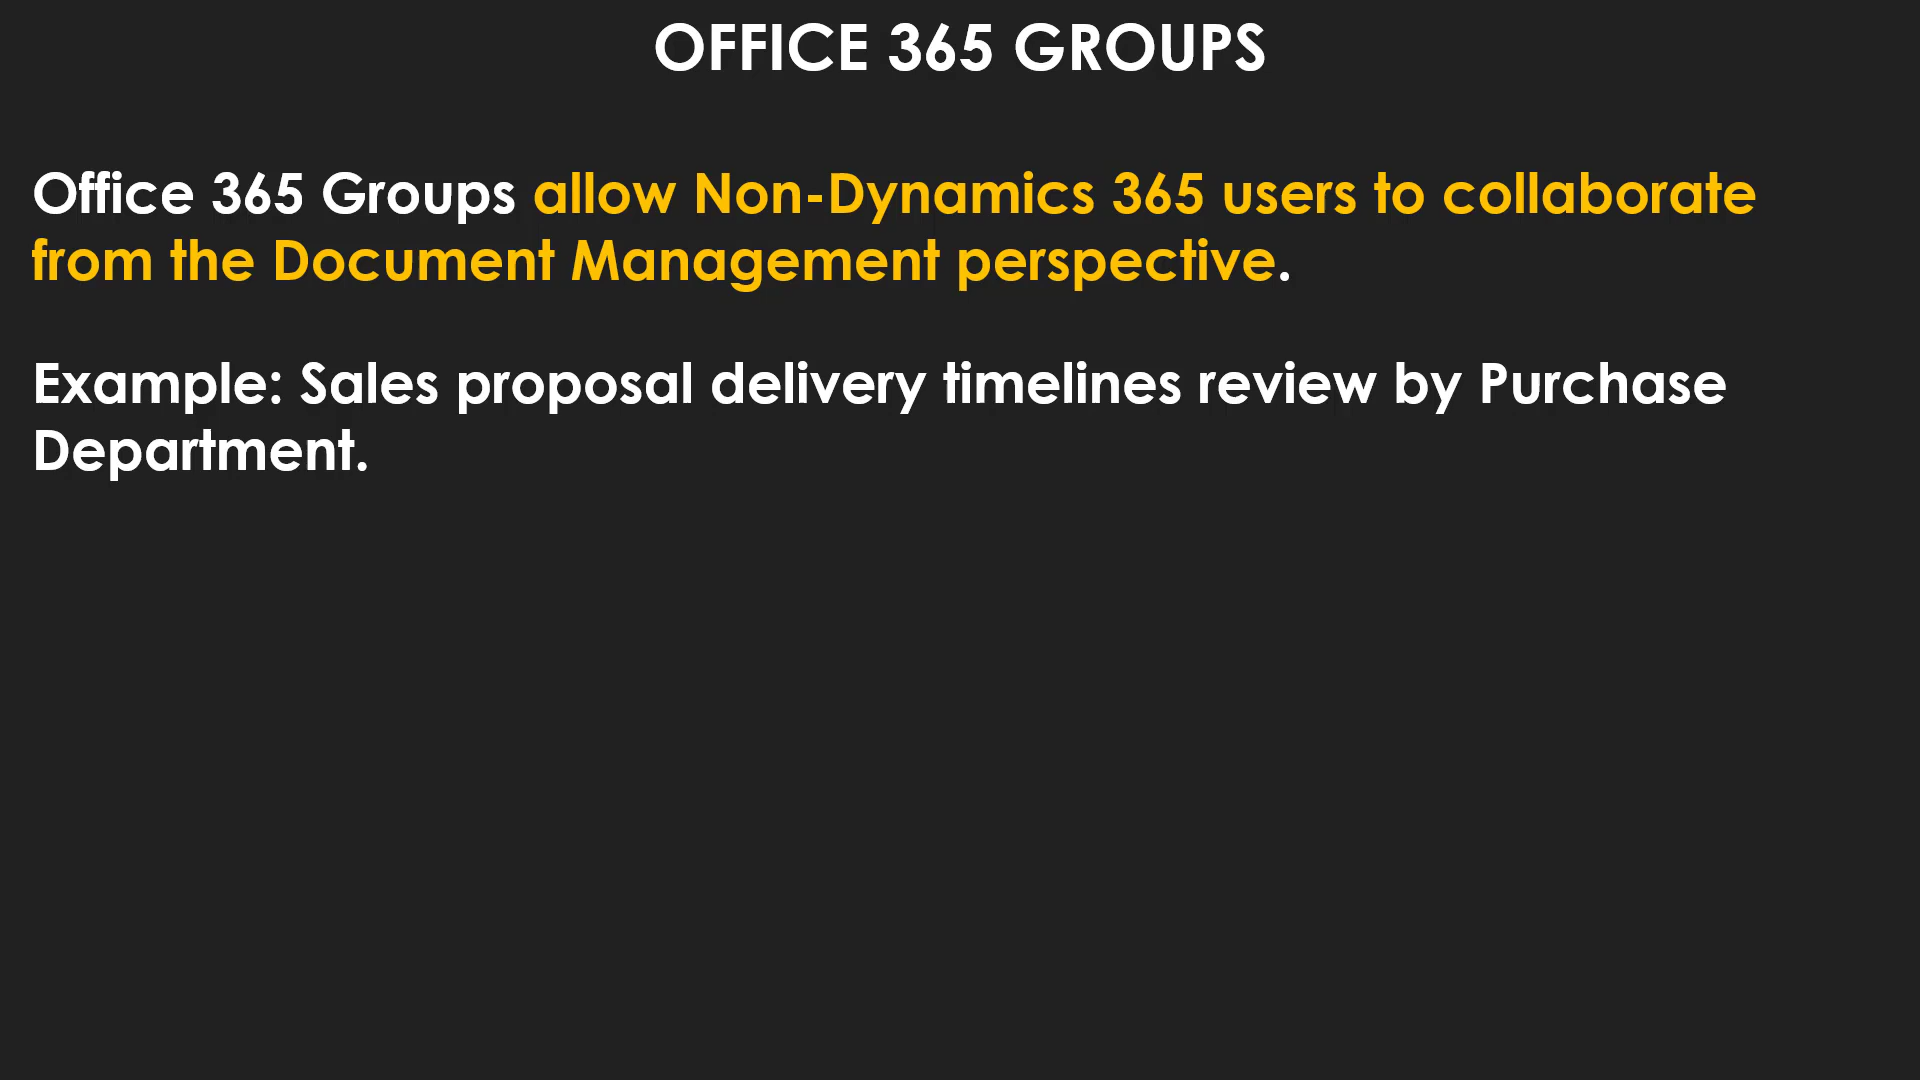 OFFICE 365 GROUPS
Office 365 Groups allow Non-Dynamics 365 users to collaborate
from the Document Management perspective.
Example: Sales proposal delivery timelines review by Purchase
Department.